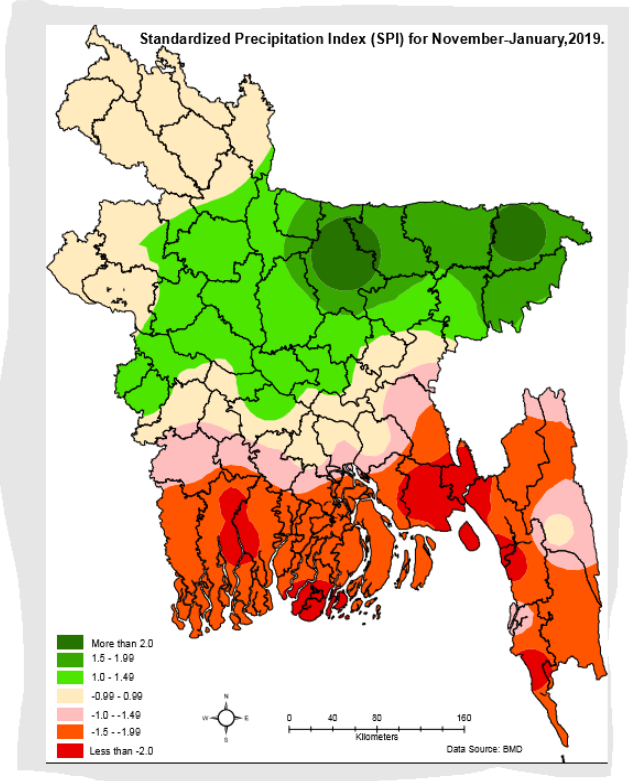 Standardized Precipitation Index (SPI) for November-January,2019.
More than 2.0
1.5 - 1.99
1.0 - 1.49
-0.99 - 0.99
-1.0 - -1.49
-1.5 - -1.99
Less than -2.0
N
W E
S
0 40 80 160
Kilometers
Data Source: BMD
1